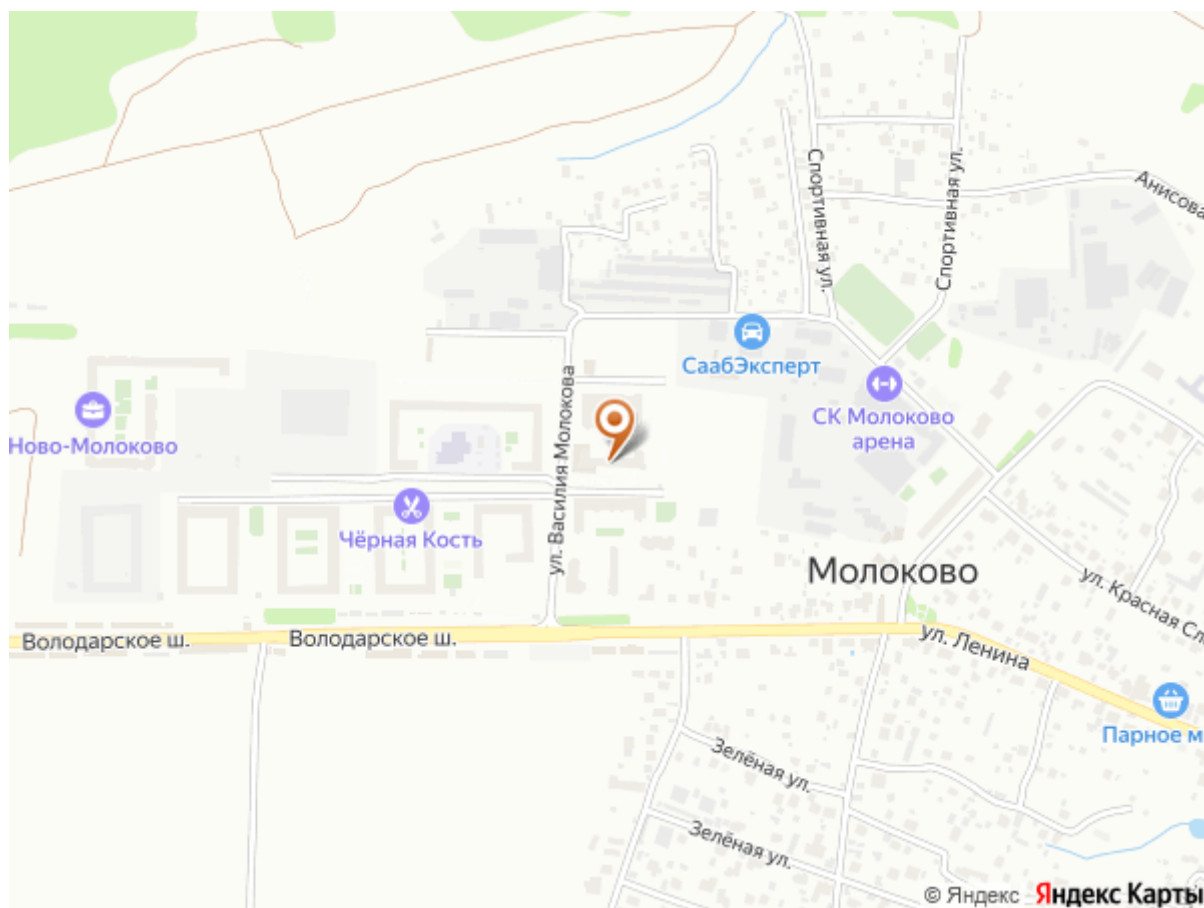 Спортивная ул.
Спортивная ул.
Анисова
СаабЭксперт
СК Молоково
арена
ул. Василия Молокова
Ново-Молоково
Чёрная Кость
Молоково
ул. Красная Сл
Володарское ш.
Володарское ш.
ул. Ленина
Парное м
Зелёная ул.
Зелёная ул.
© Яндекс Яндекс Карты